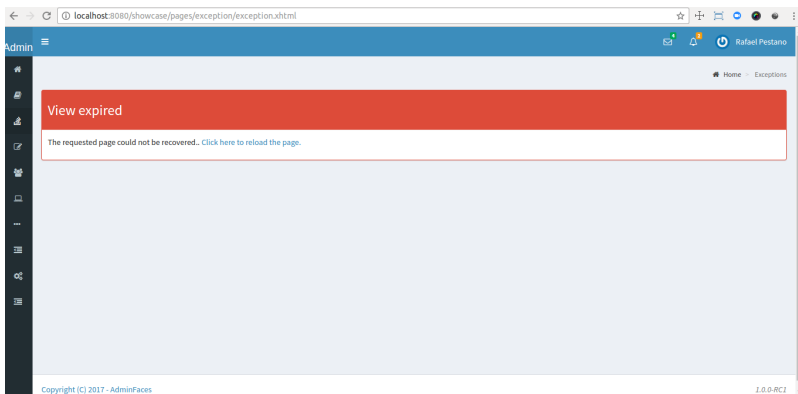 localhost:8080/showcase/pages/exception/exception.xhtml
Admin
Rafael Pestano
Home > Exceptions
View expired
The requested page could not be recovered.. Click here to reload the page.
Copyright (C) 2017 - AdminFaces
1.0.0-RC1